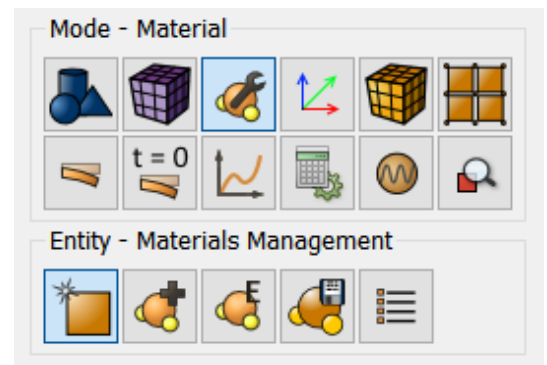 Mode - Material
t = 0
Entity - Materials Management
E